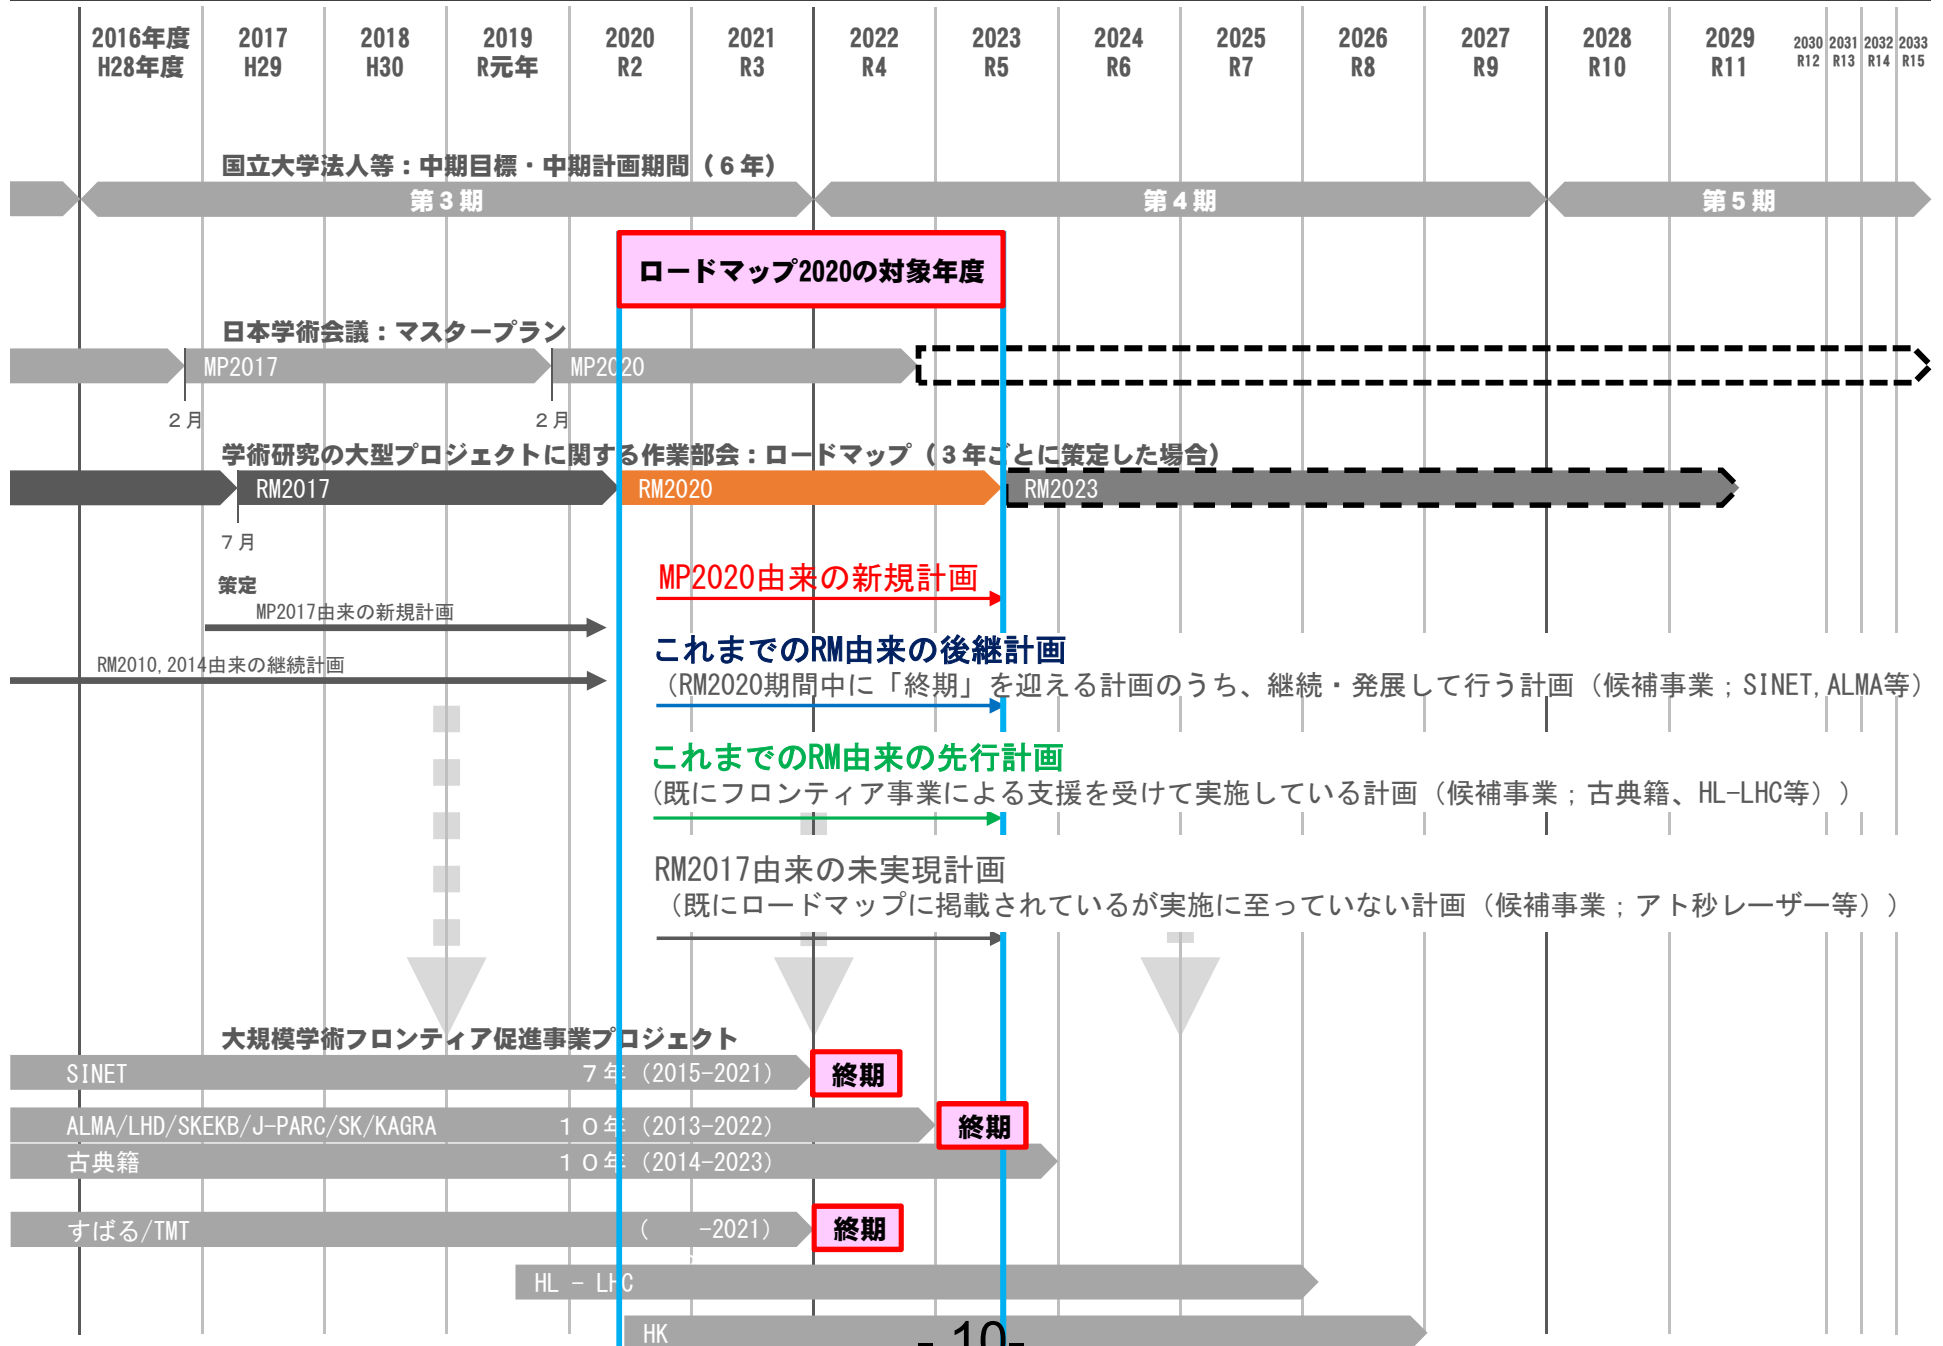 2016年度 2017 2018 2019 2020 2021 2022 2023 2024 2025 2026 2027 2028 2029 2030 2031 2032 2033
H28年度 H29 H30 R元年 R2 R3 R4 R5 R6 R7 R8 R9 R10 R11 R12 R13 R14 R15
国立大学法人等：中期目標・中期計画期間（６年）
第３期 第４期 第５期
ロードマップ2020の対象年度
日本学術会議：マスタープラン
MP2017 MP2020
２月 ２月
学術研究の大型プロジェクトに関する作業部会：ロードマップ（３年ごとに策定した場合）
RM2017 RM2020 RM2023
７月
策定
MP2017由来の新規計画
RM2010,2014由来の継続計画
MP2020由来の新規計画
これまでのRM由来の後継計画
（RM2020期間中に「終期」を迎える計画のうち、継続・発展して行う計画（候補事業；SINET,ALMA等）
これまでのRM由来の先行計画
(既にフロンティア事業による支援を受けて実施している計画（候補事業；古典籍、HL-LHC等））
RM2017由来の未実現計画
（既にロードマップに掲載されているが実施に至っていない計画（候補事業；アト秒レーザー等））
大規模学術フロンティア促進事業プロジェクト
SINET ７年（2015-2021） 終期
ALMA/LHD/SKEKB/J-PARC/SK/KAGRA １０年（2013-2022） 終期
古典籍 １０年（2014-2023）
すばる/TMT （ -2021） 終期
HL － LHC
HK
- 10-